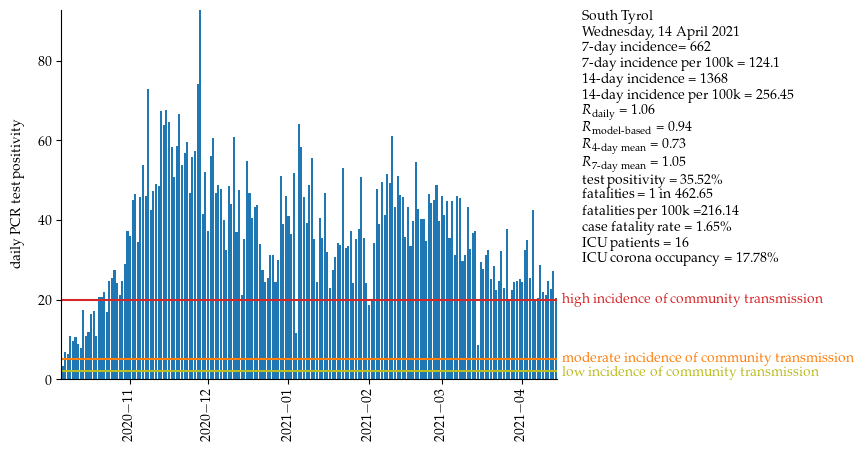 South Tyrol
Wednesday, 14 April 2021
7-day incidence= 662
7-day incidence per 100k = 124.1
14-day incidence = 1368
14-day incidence per 100k = 256.45
R daily = 1.06
R model-based = 0.94
R 4-day mean = 0.73
R 7-day mean = 1.05
test positivity = 35.52%
fatalities = 1 in 462.65
fatalities per 100k =216.14
case fatality rate = 1.65%
ICU patients = 16
ICU corona occupancy = 17.78%
daily PCR test positivity
80
60
40
20
0
high incidence of community transmission
moderate incidence of community transmission
low incidence of community transmission
2020−11
2020−12
2021−01
2021−02
2021−03
2021−04